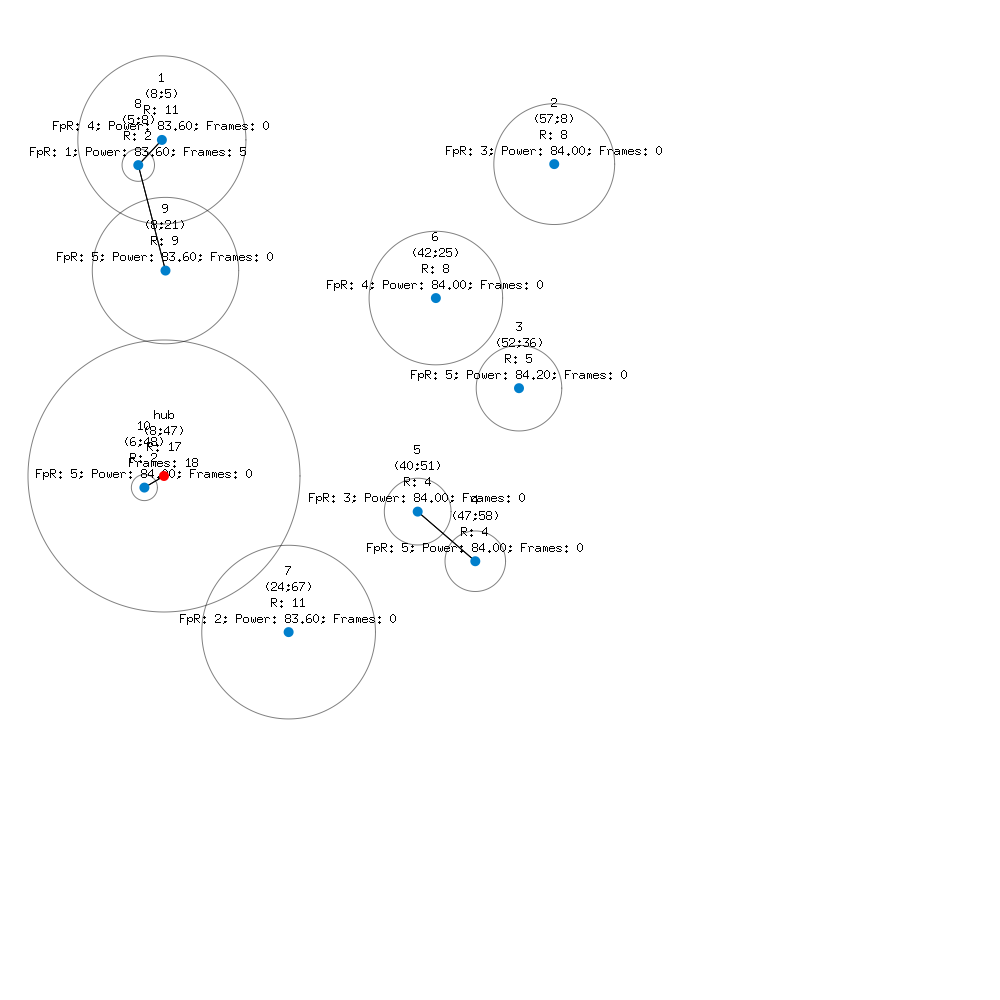 1
(8;5)
R: 11
FpR: 4; Power: 83.60; Frames: 0
8
(5;8)
R: 2
FpR: 1; Power: 83.60; Frames: 5
2
(57;8)
R: 8
FpR: 3; Power: 84.00; Frames: 0
9
(8;21)
R: 9
FpR: 5; Power: 83.60; Frames: 0
6
(42;25)
R: 8
FpR: 4; Power: 84.00; Frames: 0
3
(52;36)
R: 5
FpR: 5; Power: 84.20; Frames: 0
hub
(8;47)
R: 17
Frames: 18
10
(6;48)
R: 2
FpR: 5; Power: 84.00; Frames: 0
5
(40;51)
R: 4
FpR: 3; Power: 84.00; Frames: 0
4
(47;58)
R: 4
FpR: 5; Power: 84.00; Frames: 0
7
(24;67)
R: 11
FpR: 2; Power: 83.60; Frames: 0